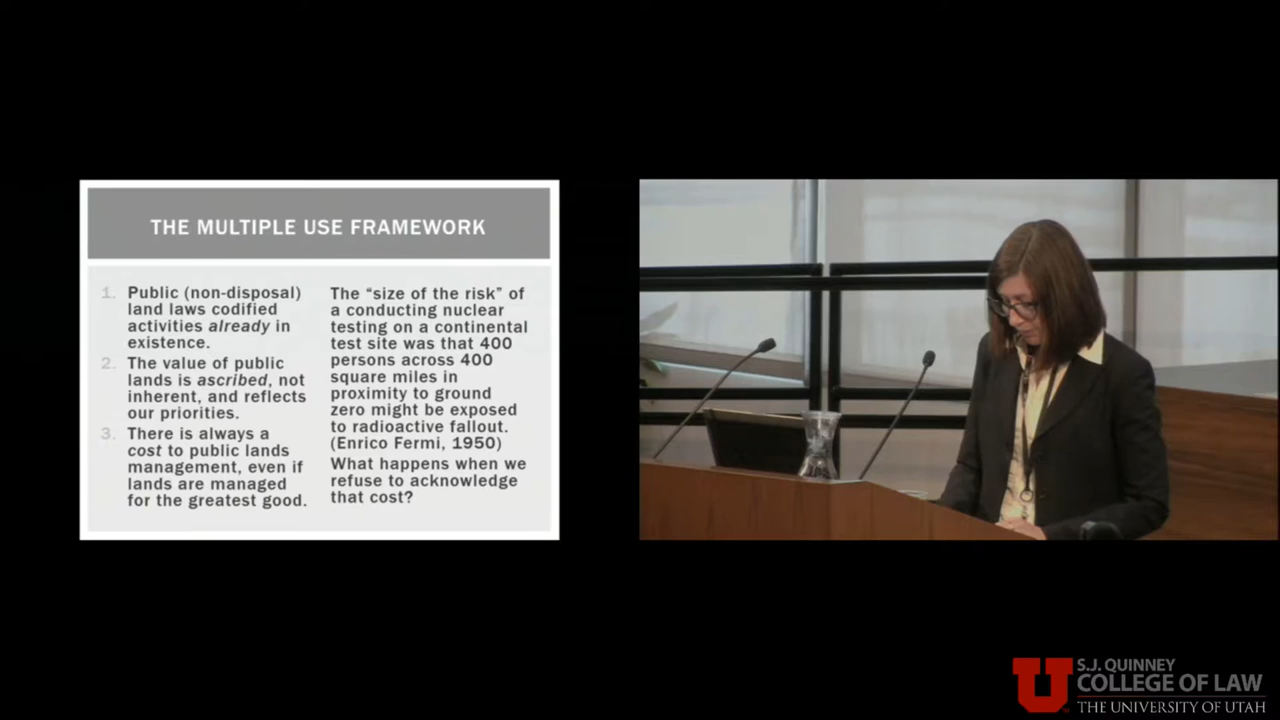 THE MULTIPLE USE FRAMEWORK
1. Public (non-disposal)
land laws codified
activities already in
existence.
2. The value of public
lands is ascribed, not
inherent, and reflects
our priorities.
3. There is always a
cost to public lands
management, even if
lands are managed
for the greatest good.
The “size of the risk” of
a conducting nuclear
testing on a continental
test site was that 400
persons across 400
square miles in
proximity to ground
zero might be exposed
to radioactive fallout.
(Enrico Fermi, 1950)
What happens when we
refuse to acknowledge
that cost?
U
S.J. QUINNEY
COLLEGE OF LAW
THE UNIVERSITY OF UTAH